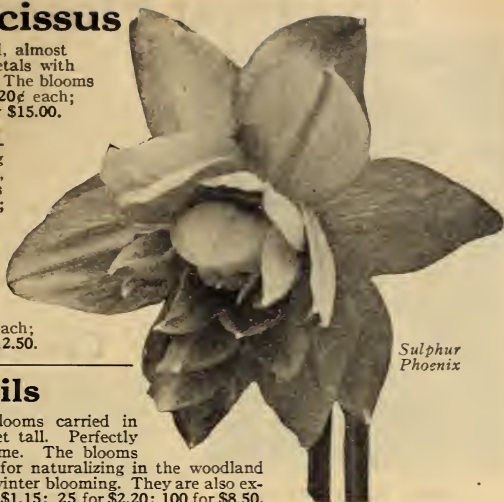 cissus
l, almost
etals with
The blooms
20¢ each;
$15.00.
ach;
2.50.
Sulphur
Phoenix
ils
looms carried in
et tall. Perfectly
me. The blooms
for naturalizing in the woodland
winter blooming. They are also ex-
$1.15; 25 for $2.20; 100 for $8.50.